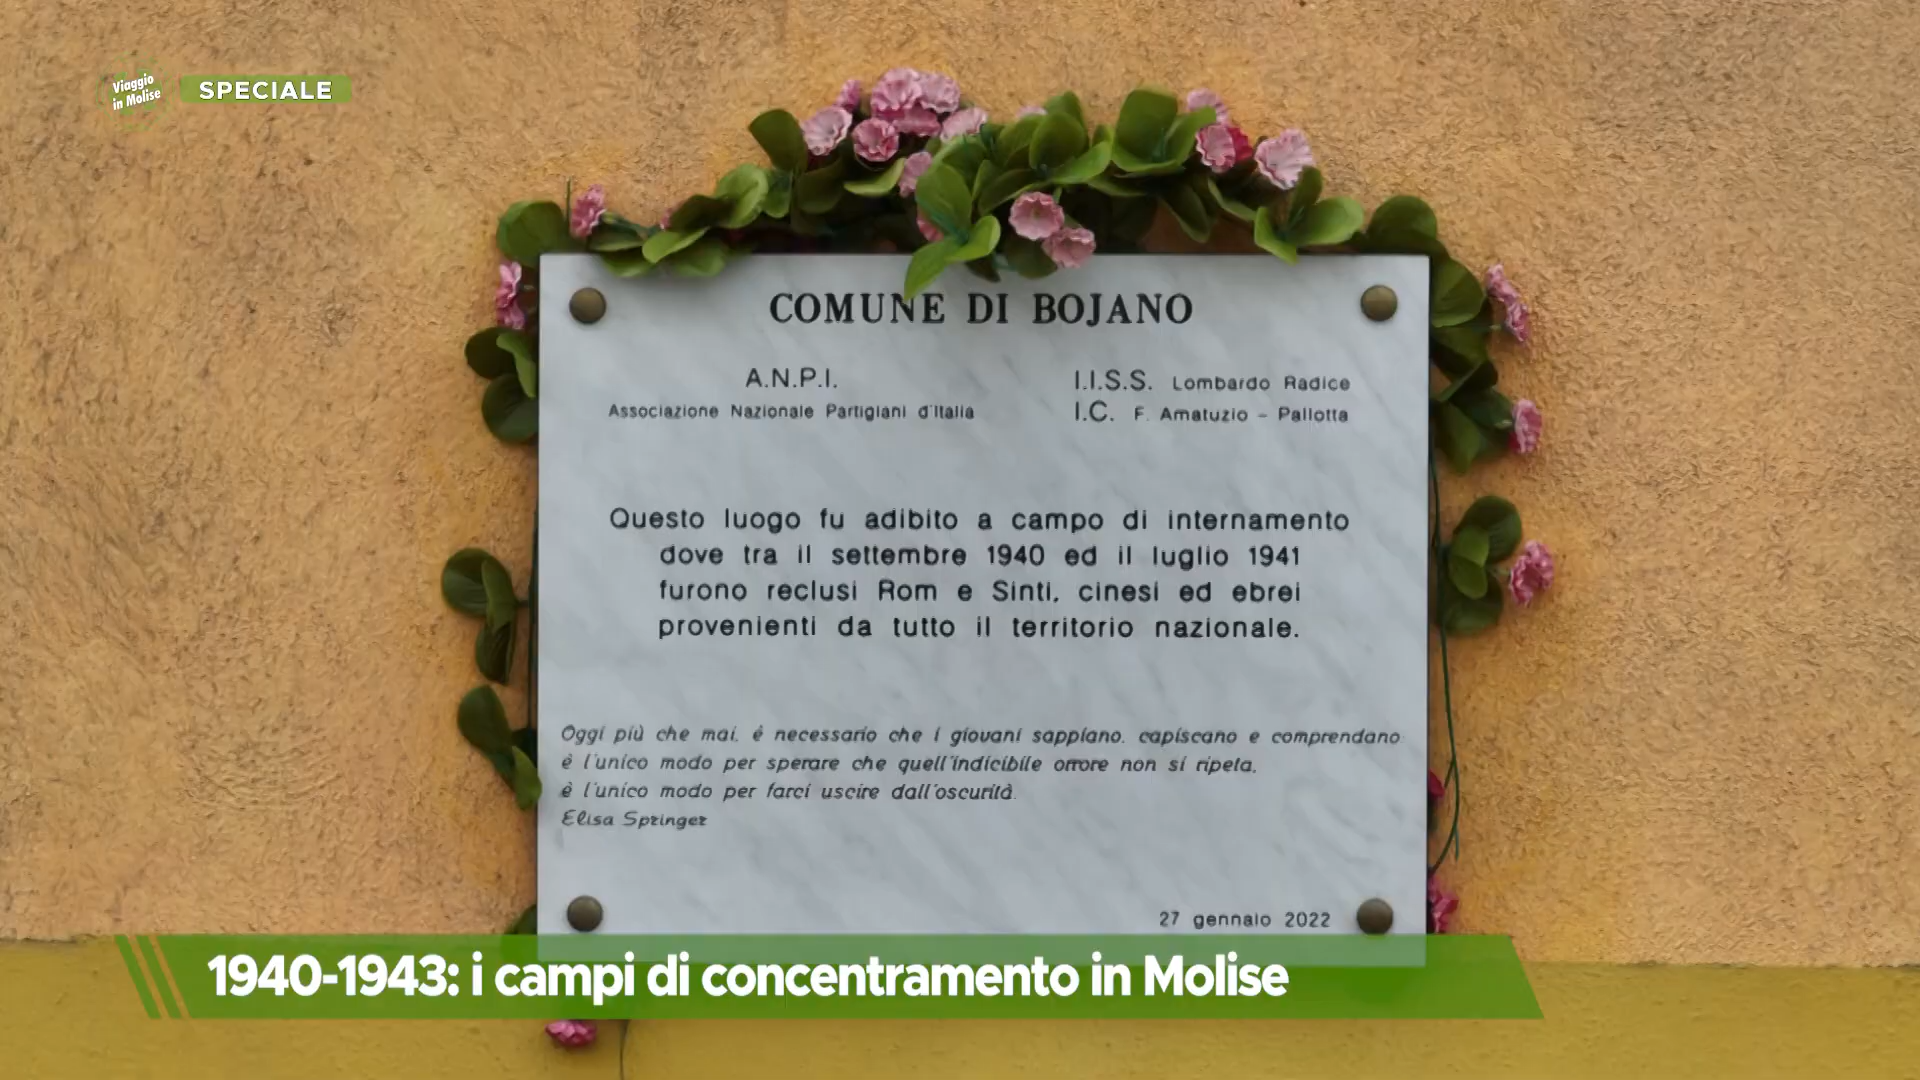 Viaggio
in Molise
SPECIALE
COMUNE DI BOJANO
A.N.P.I.
Associazione Nazionale Partigiani d'Italia
I.I.S.S. Lombardo Radice
I.C. F. Amatuzio - Pallotta
Questo luogo fu adibito a campo di internamento
dove tra il settembre 1940 ed il luglio 1941
furono reclusi Rom e Sinti, cinesi ed ebrei
provenienti da tutto il territorio nazionale.
Oggi più che mai, é necessario che i giovani sappiano, capiscano e comprendano
è l'unico modo per sperare che quell'indicibile orrore non si ripeta,
è l'unico modo per farci uscire dall'oscurità.
Elisa Springer
27 gennaio 2022
1940-1943: i campi di concentramento in Molise